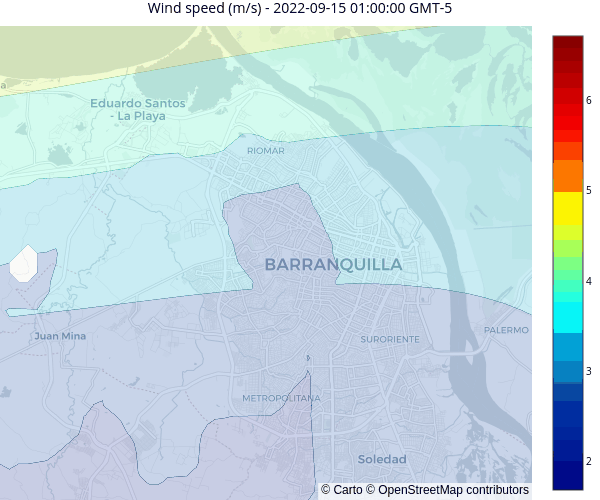 Wind speed (m/s) - 2022-09-15 01:00:00 GMT-5
a
Eduardo Santos
- La Playa
RIOMAR
BARRANQUILLA
Juan Mina
SURORIENTE
PALERMO
METROPOLITANA
Soledad
© Carto © OpenStreetMap contributors
6
5
4
3
2